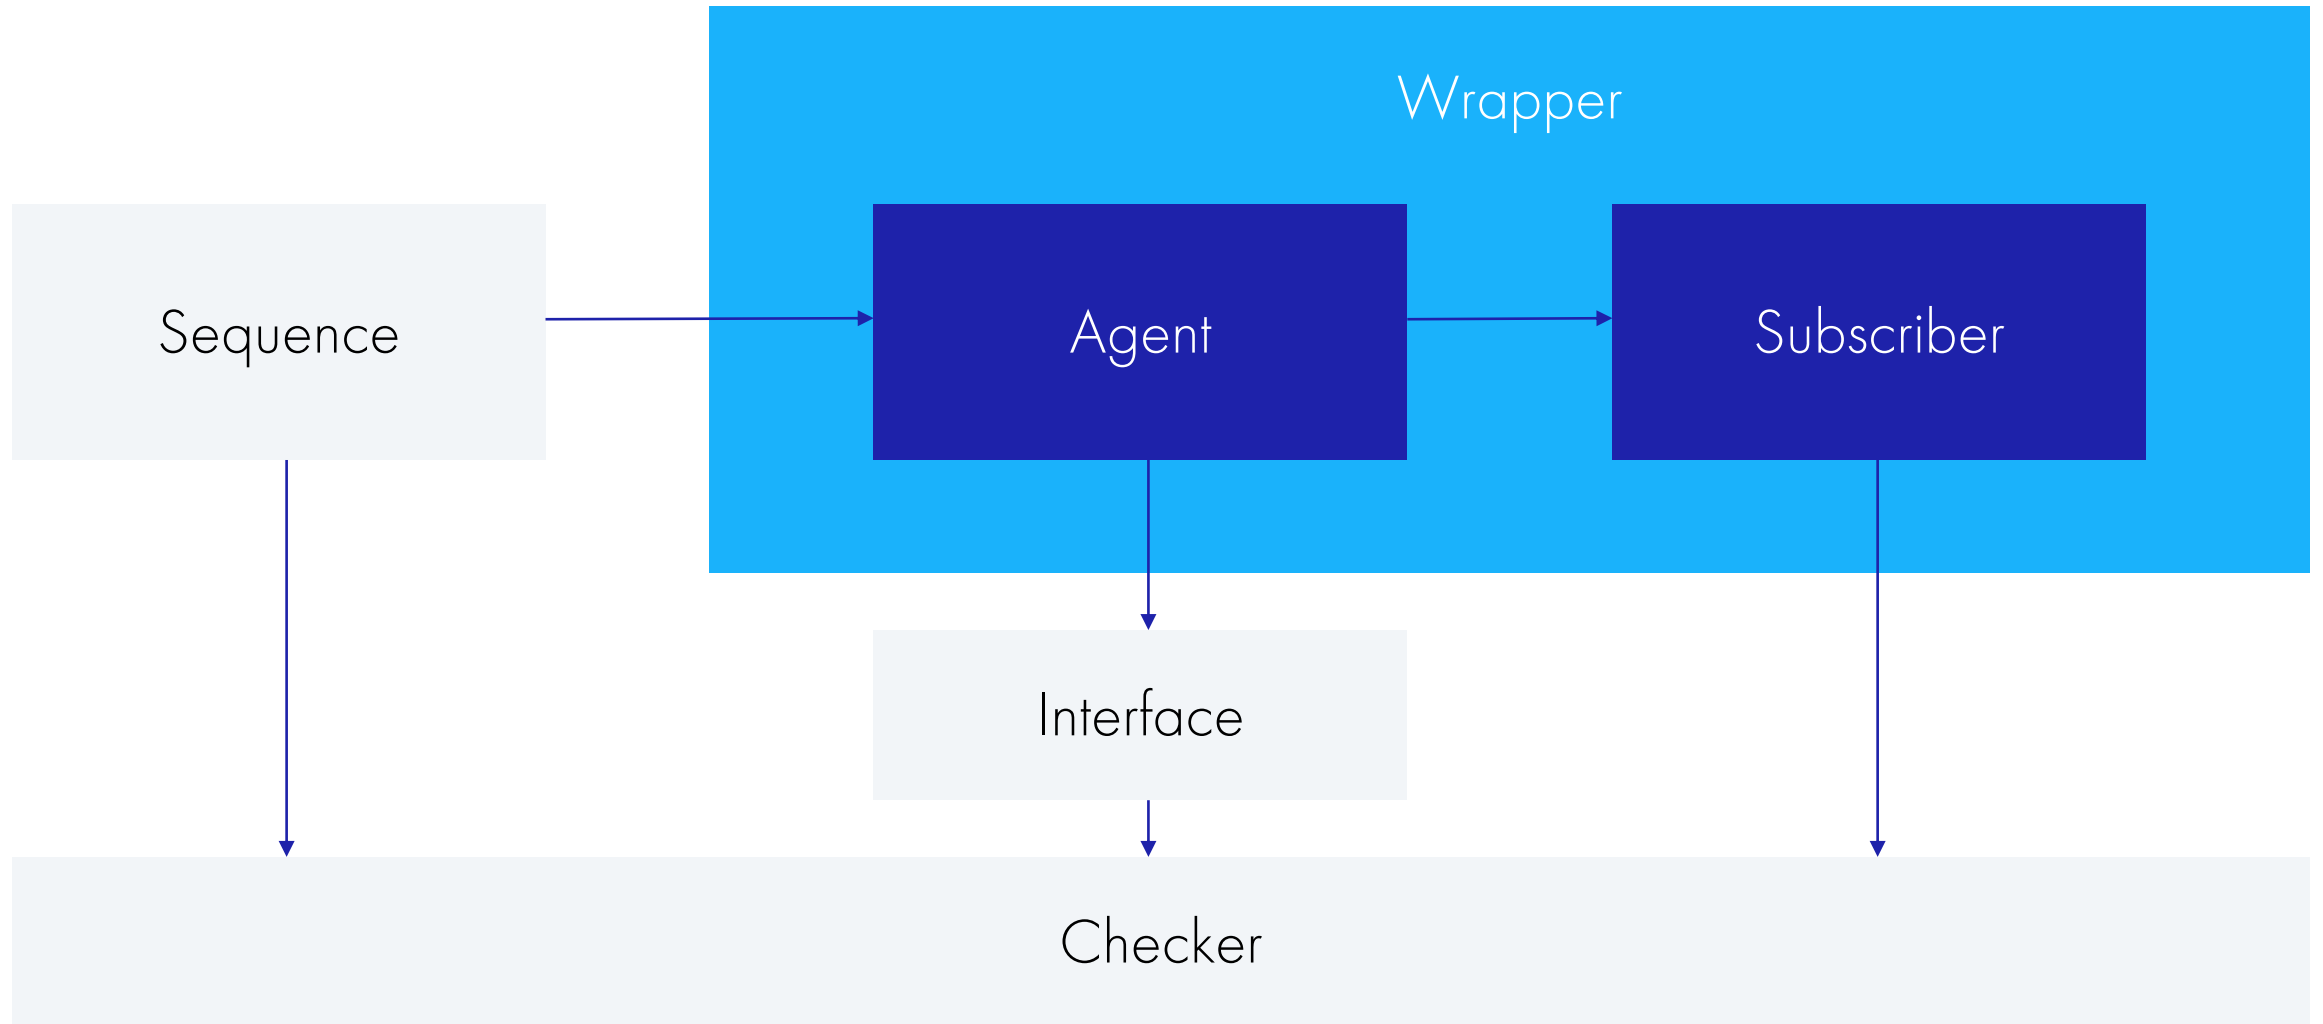 Wrapper
Sequence
Agent
Subscriber
Interface
Checker